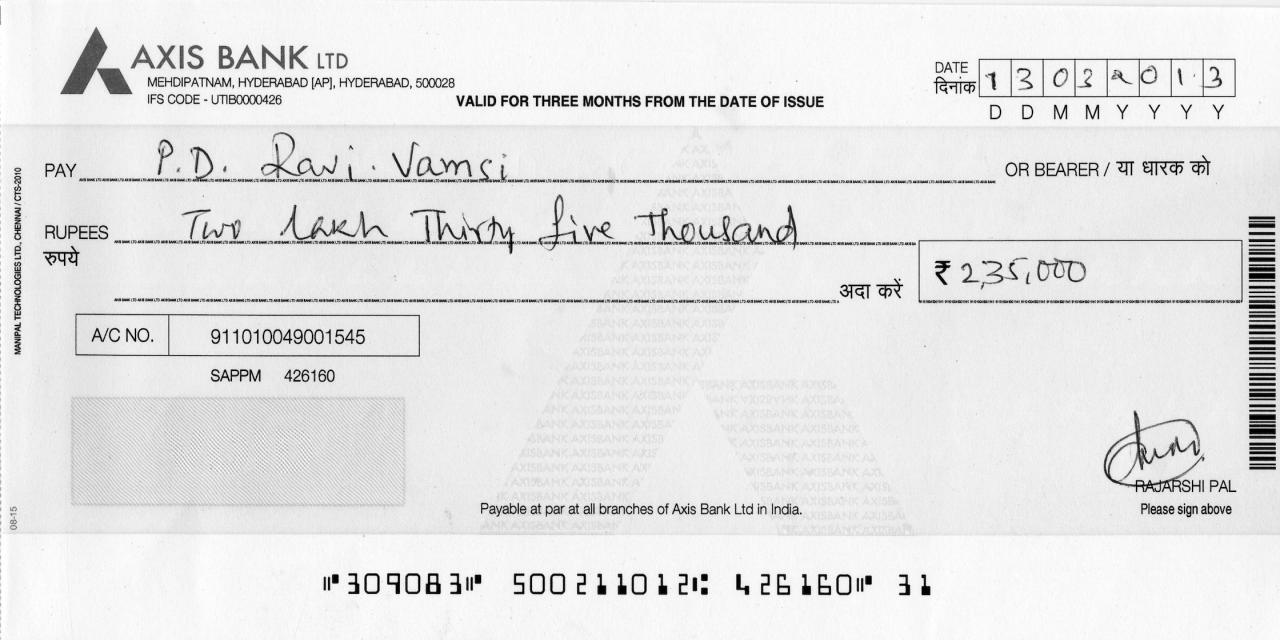 AXIS BANK LTD
MEHDIPATNAM, HYDERABAD [AP], HYDERABAD, 500028
IFS CODE - UTIB0000426
VALID FOR THREE MONTHS FROM THE DATE OF ISSUE
DATE
दिनांक
1 3 0 3 2 0 1 3
D D M M Y Y Y Y
PAY P.D. Ravi. Vamsi OR BEARER / या धारक को
RUPEES Two lakh Thirty five Thousand
रुपये
अदा करें ₹ 2,35,000
A/C NO. 911010049001545
SAPPM 426160
RAJARSHI PAL
Please sign above
Payable at par at all branches of Axis Bank Ltd in India.
MANIPAL TECHNOLOGIES LTD, CHENNAI / CTS-2010
08-15
⑈309083⑈ 500211012⑆ 426160⑈ 31